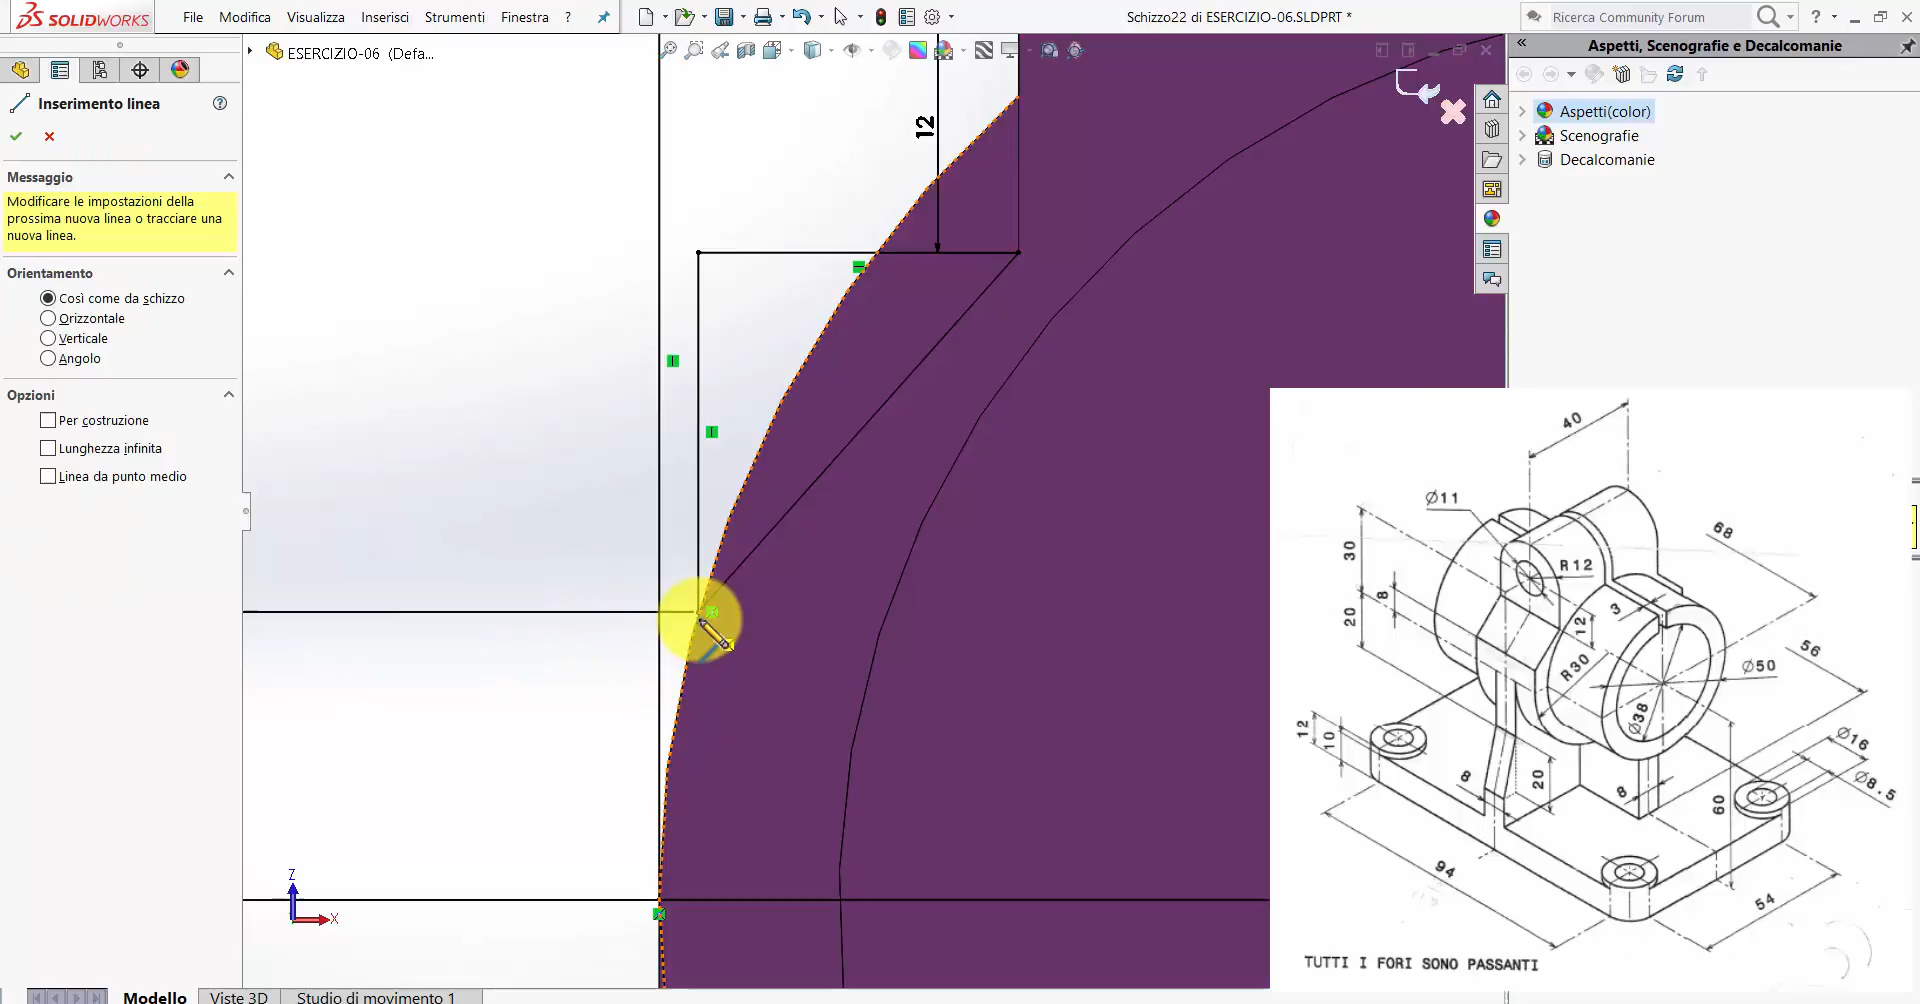 SOLIDWORKS
File Modifica Visualizza Inserisci Strumenti Finestra ?
Schizzo22 di ESERCIZIO-06.SLDPRT *
Ricerca Community Forum
?
ESERCIZIO-06 (Defa...
Aspetti, Scenografie e Decalcomanie
Inserimento linea
Messaggio
Modificare le impostazioni della
prossima nuova linea o tracciare una
nuova linea.
Orientamento
Così come da schizzo
Orizzontale
Verticale
Angolo
Opzioni
Per costruzione
Lunghezza infinita
Linea da punto medio
Aspetti(color)
Scenografie
Decalcomanie
12
Z
X
40
Ø11
68
30
R12
8
3
20
12
56
R30
Ø50
Ø38
12
10
Ø16
8
20
8
Ø8.5
60
94
54
TUTTI I FORI SONO PASSANTI
Modello Viste 3D Studio di movimento 1